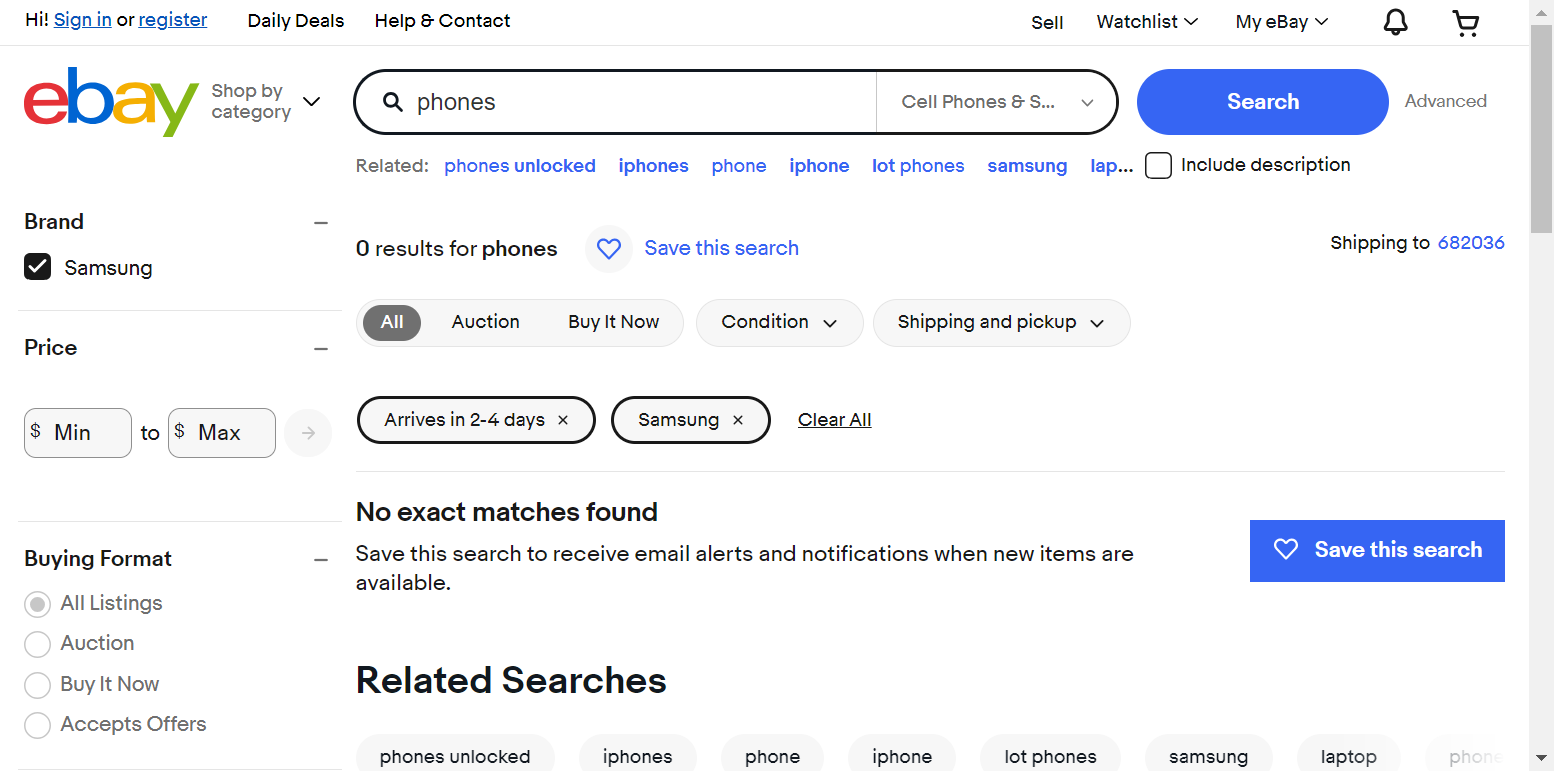 Hi! Sign in or register Daily Deals Help & Contact Sell Watchlist My eBay
ebay
Shop by
category
phones Cell Phones & S... Search Advanced
Related: phones unlocked iphones phone iphone lot phones samsung lap... Include description
Brand
Samsung
Price
$ Min to $ Max
Buying Format
All Listings
Auction
Buy It Now
Accepts Offers
0 results for phones Save this search Shipping to 682036
All Auction Buy It Now Condition Shipping and pickup
Arrives in 2-4 days × Samsung × Clear All
No exact matches found
Save this search to receive email alerts and notifications when new items are
available.
Save this search
Related Searches
phones unlocked iphones phone iphone lot phones samsung laptop phone